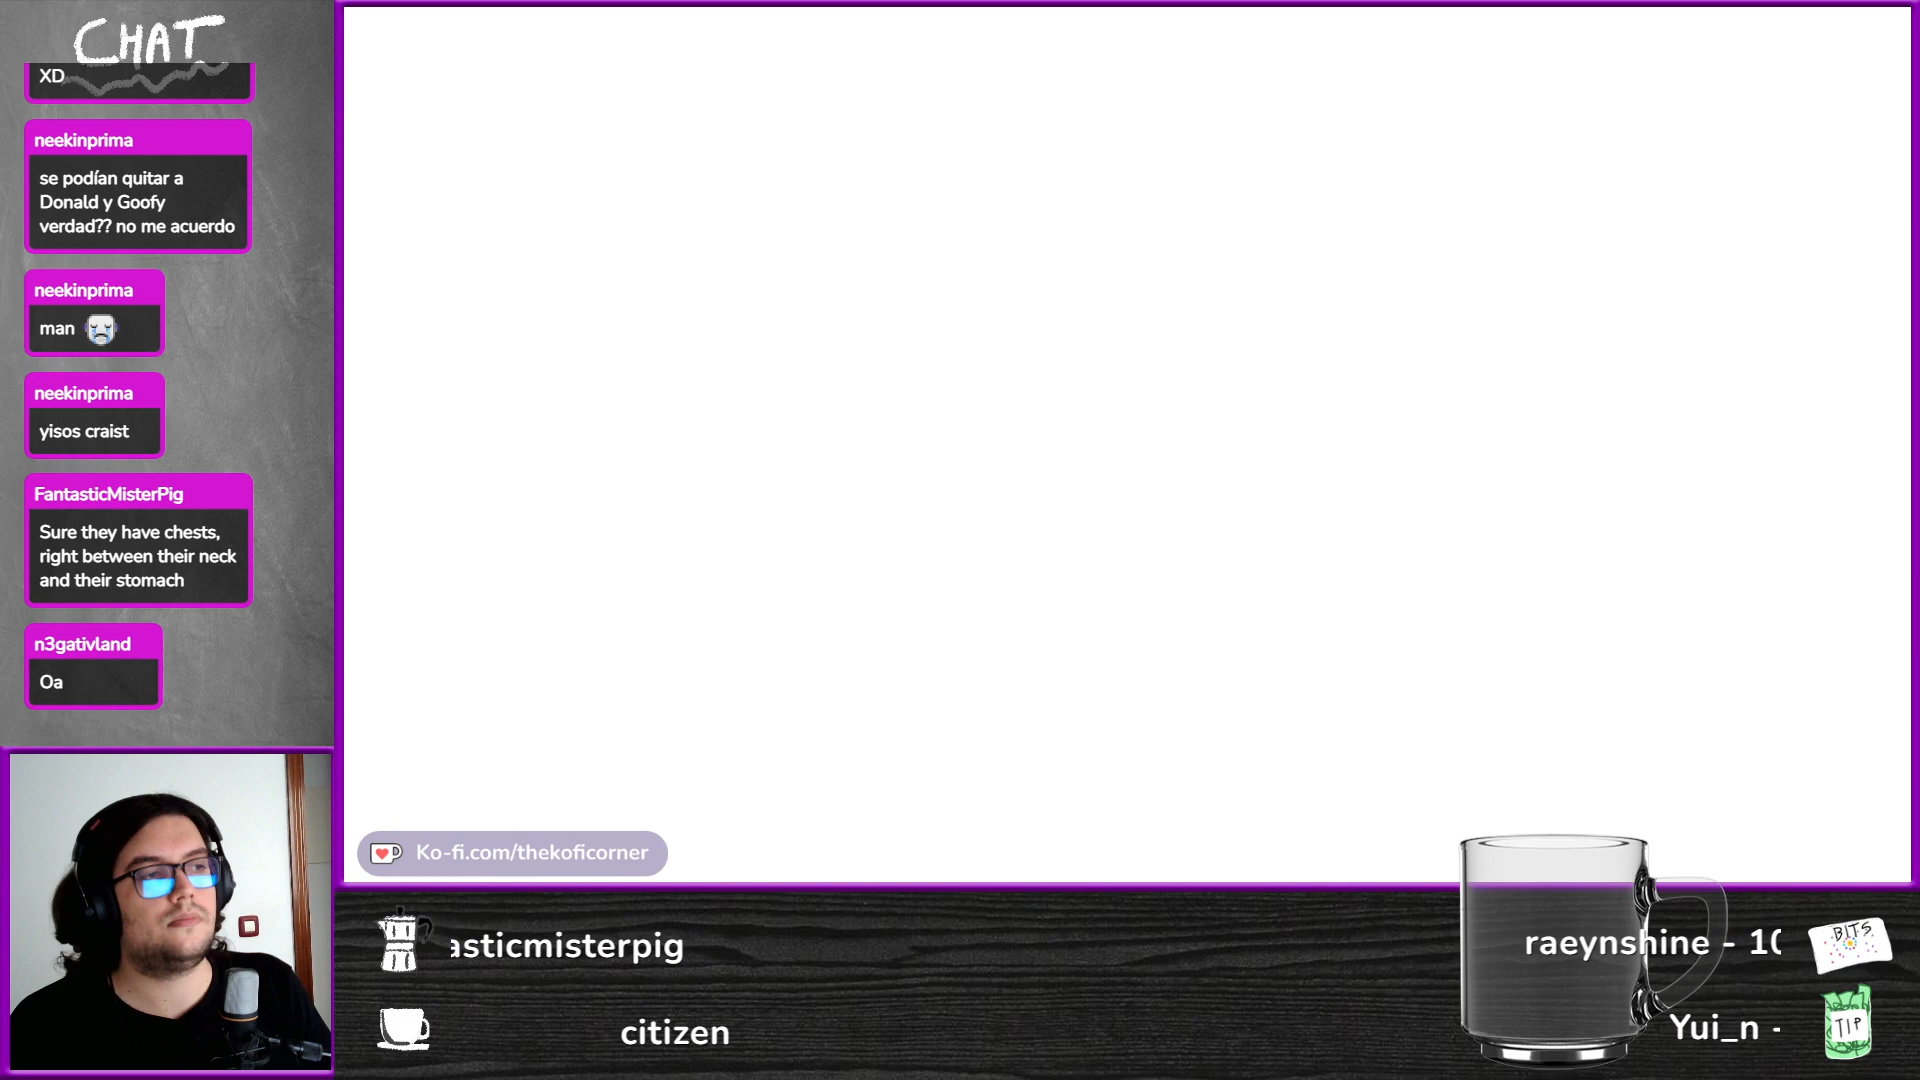 CHAT
XD
neekinprima
se podían quitar a
Donald y Goofy
verdad?? no me acuerdo
neekinprima
man
neekinprima
yisos craist
FantasticMisterPig
Sure they have chests,
right between their neck
and their stomach
n3gativland
Oa
Ko-fi.com/thekoficorner
asticmisterpig
citizen
raeynshine - 10
BITS
Yui_n -
TIP